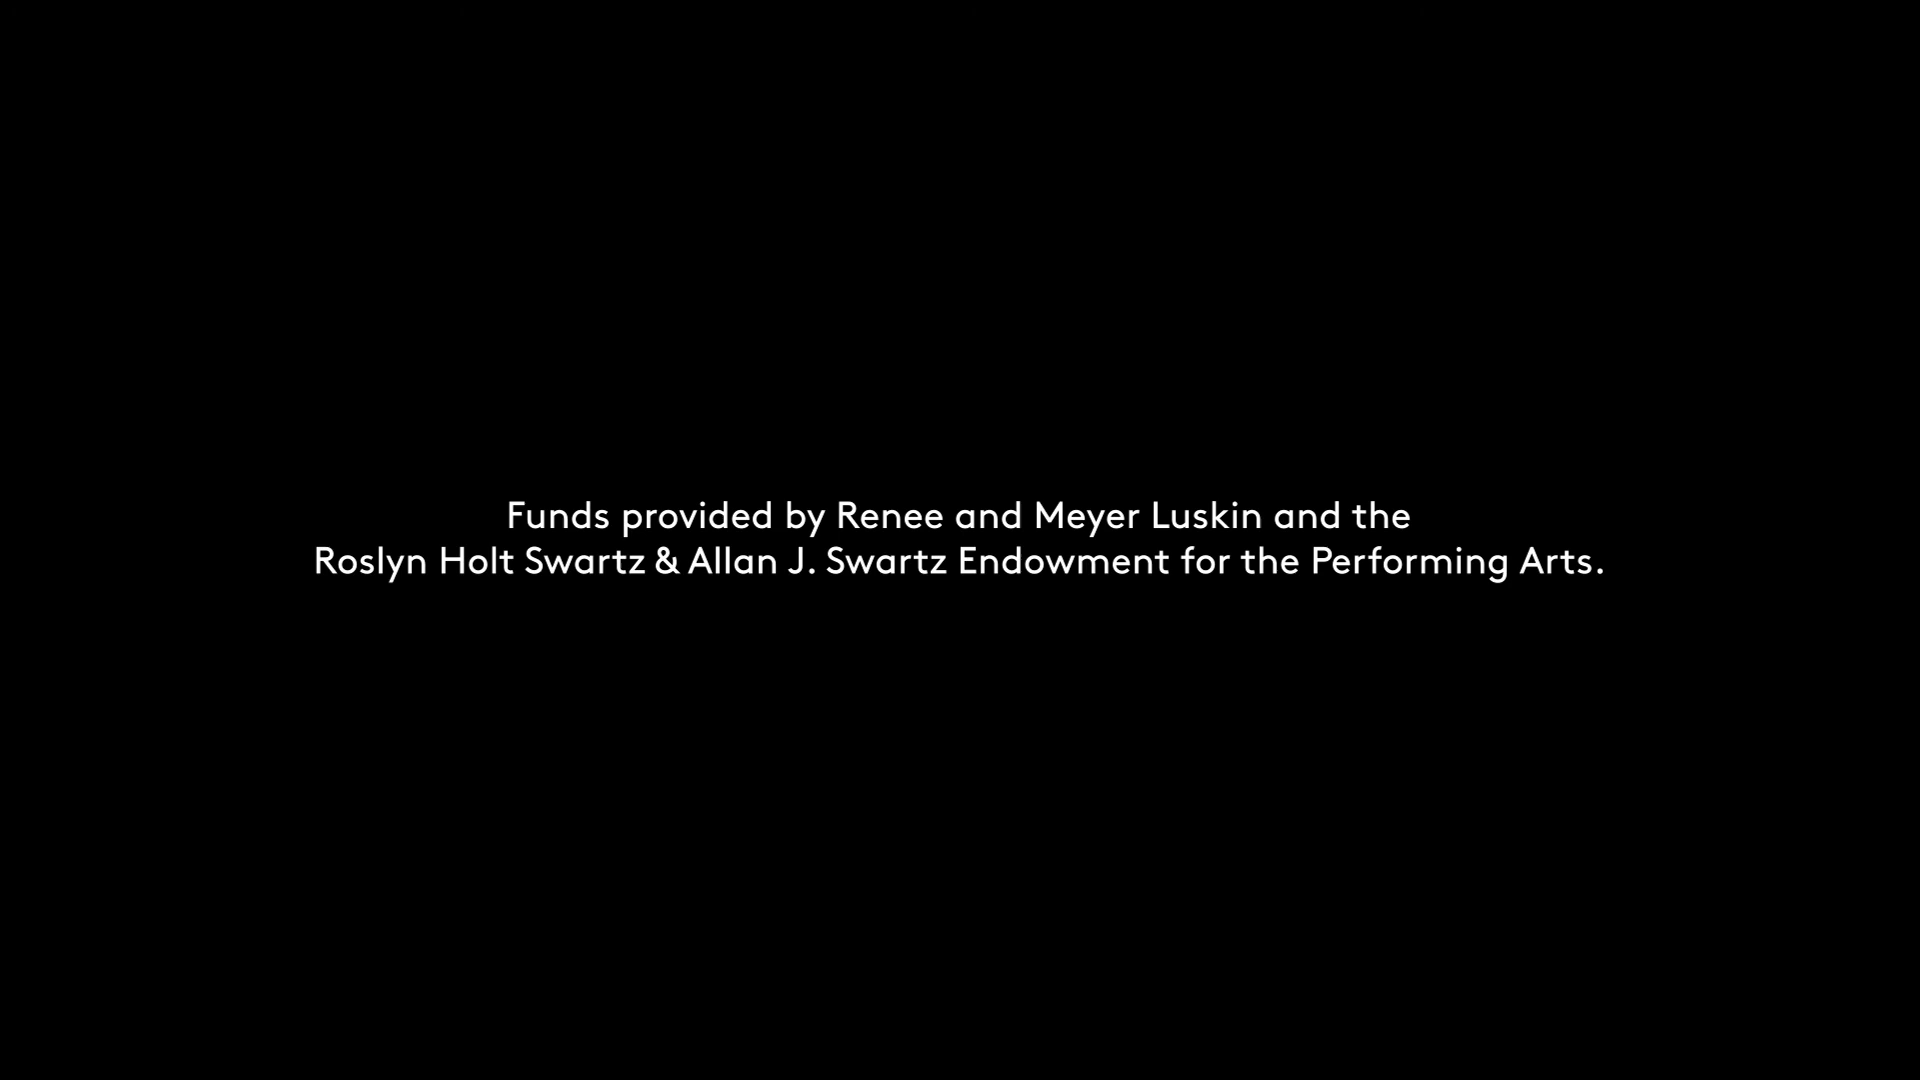 Funds provided by Renee and Meyer Luskin and the
Roslyn Holt Swartz & Allan J. Swartz Endowment for the Performing Arts.